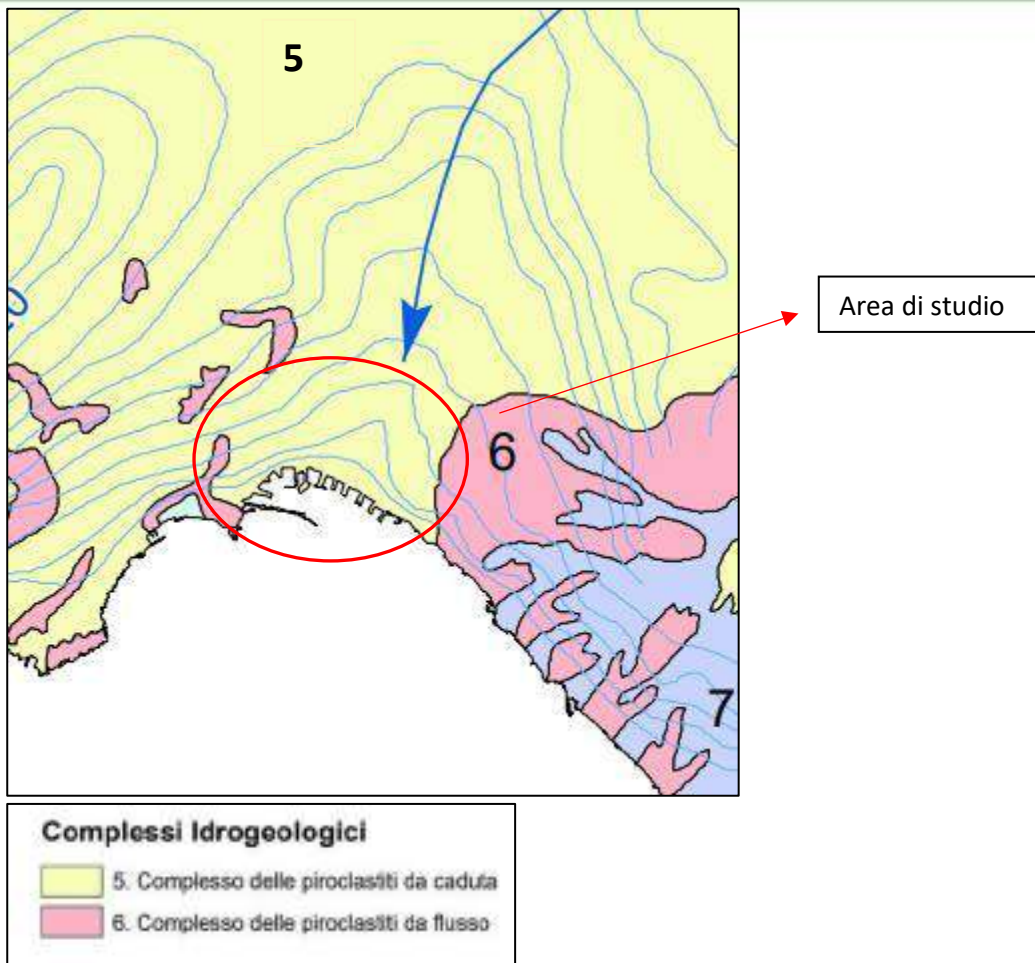 5
Area di studio
6
7
Complessi Idrogeologici
5. Complesso delle piroclastiti da caduta
6. Complesso delle piroclastiti da flusso